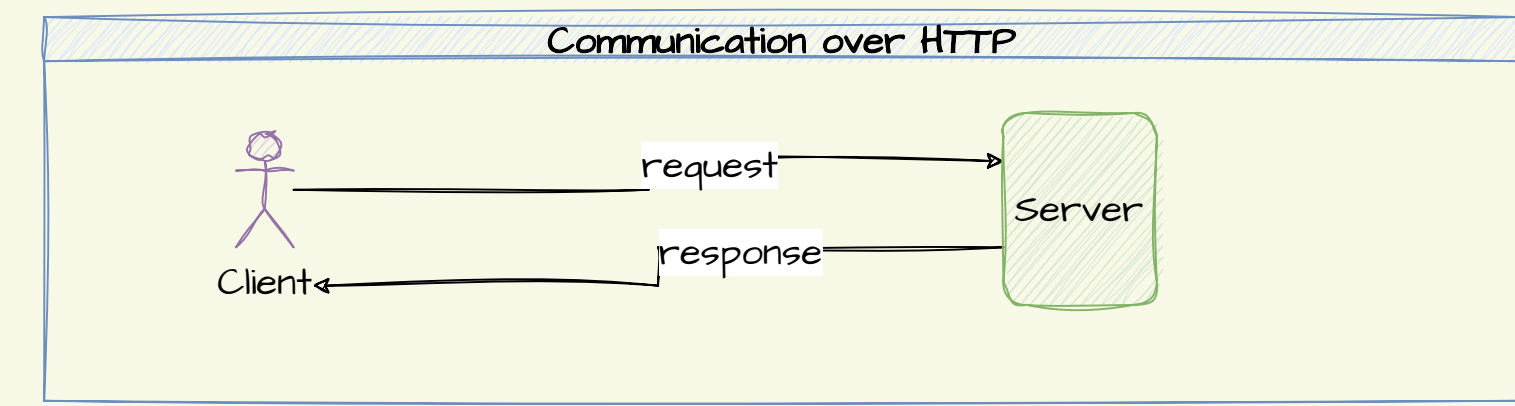 Communication over HTTP
request
Server
response
Client